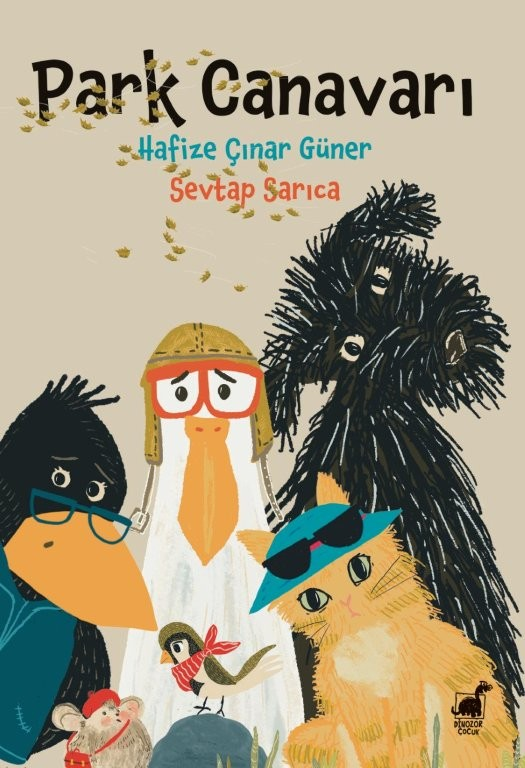 Park Canavarı
Hafize Çınar Güner
Sevtap Sarıca
DİNOZOR
ÇOCUK